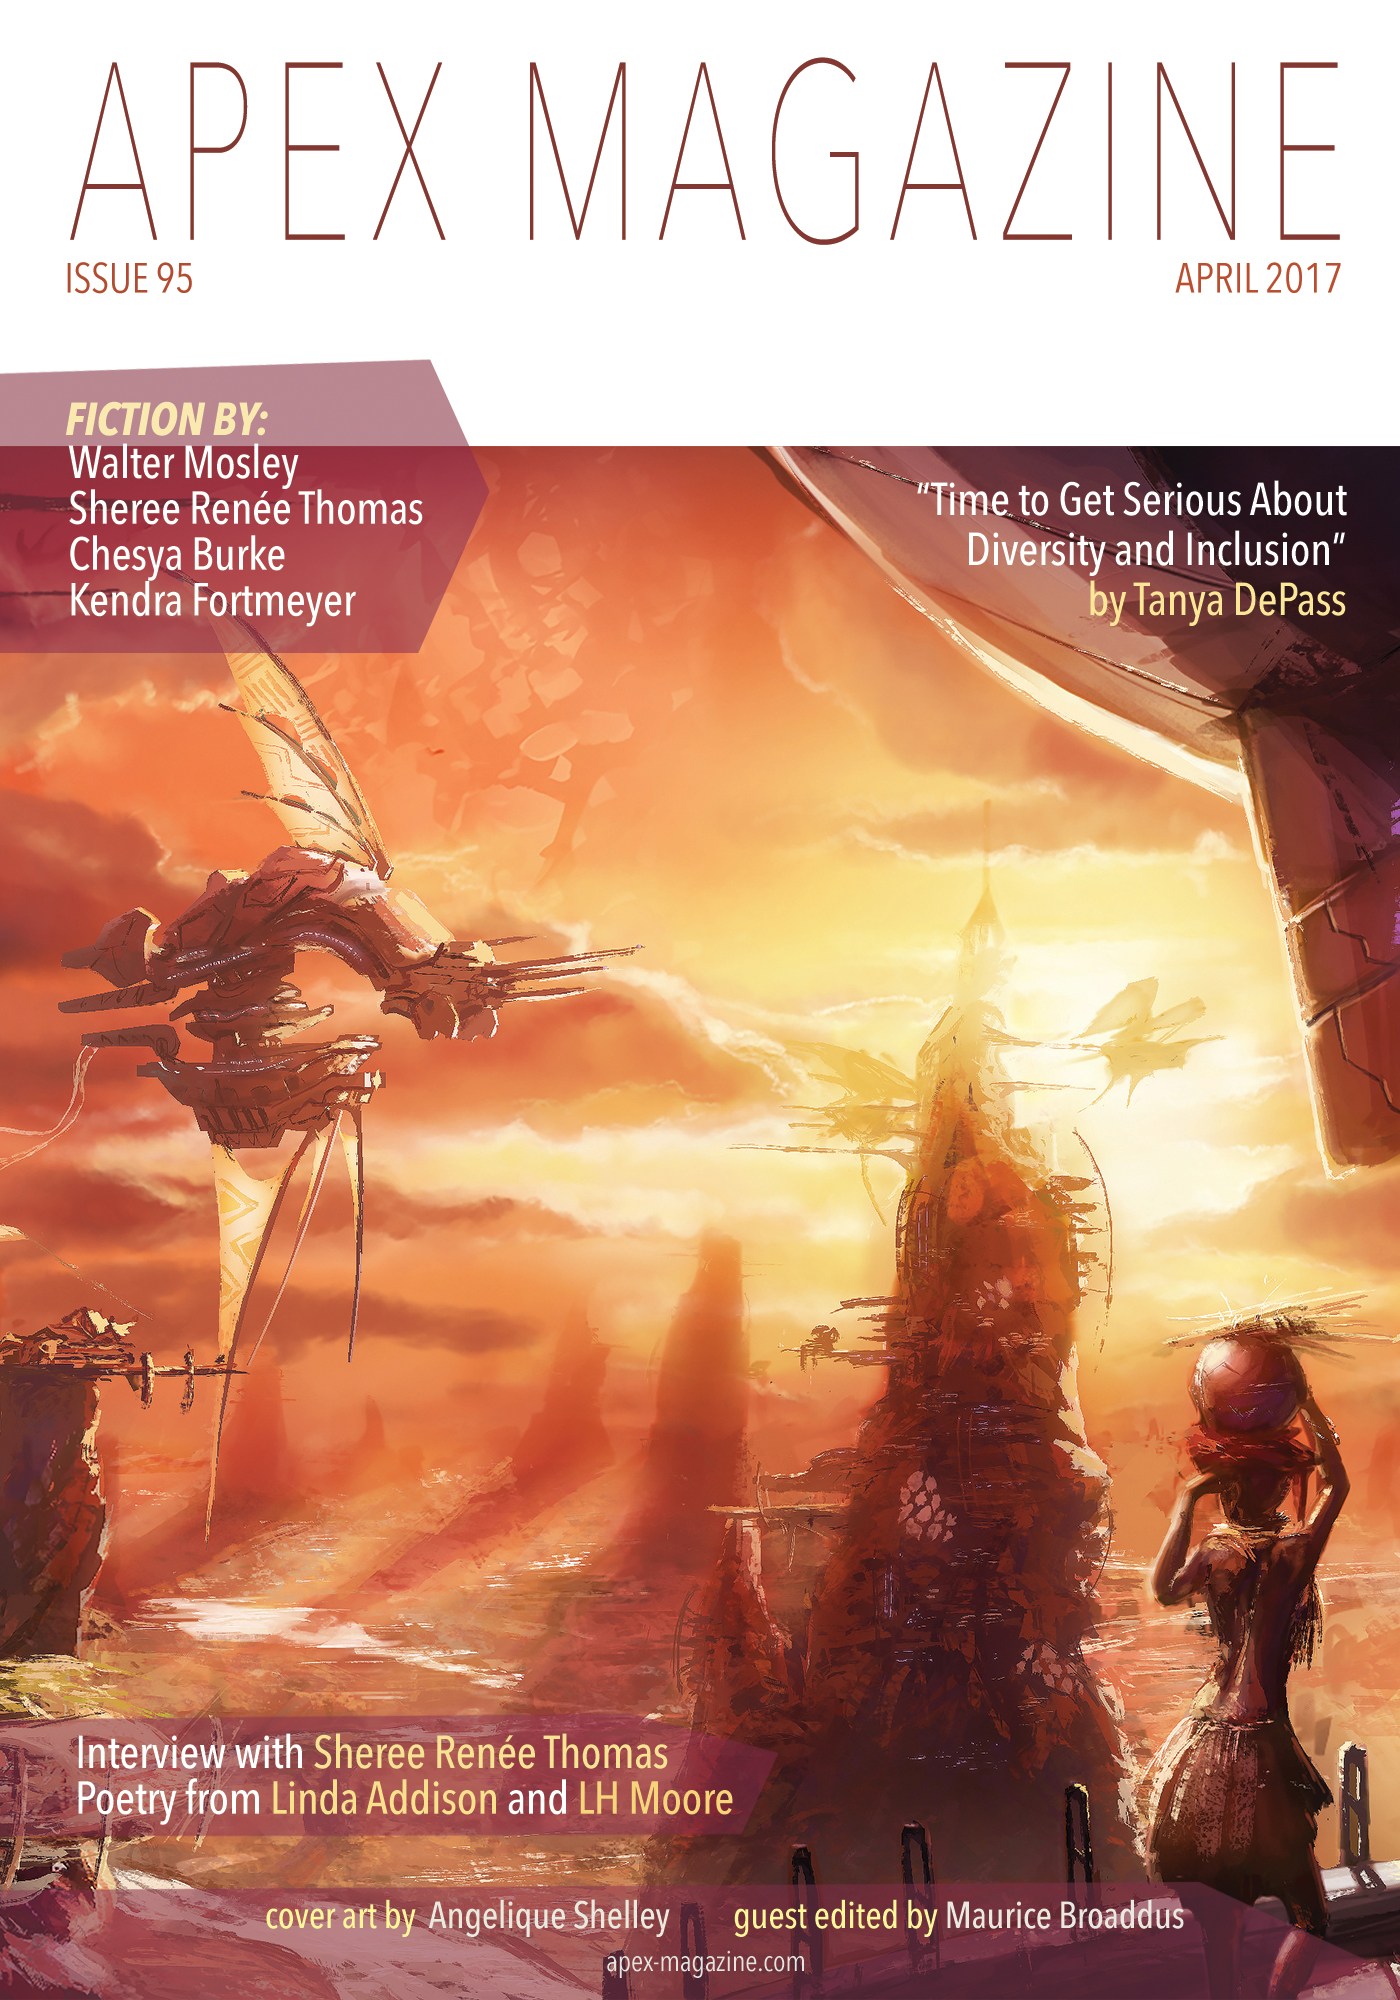 APEX MAGAZINE
ISSUE 95
APRIL 2017
FICTION BY:
Walter Mosley
Sheree Renée Thomas
Chesya Burke
Kendra Fortmeyer
“Time to Get Serious About
Diversity and Inclusion”
by Tanya DePass
Interview with Sheree Renée Thomas
Poetry from Linda Addison and LH Moore
cover art by Angelique Shelley
guest edited by Maurice Broaddus
apex-magazine.com